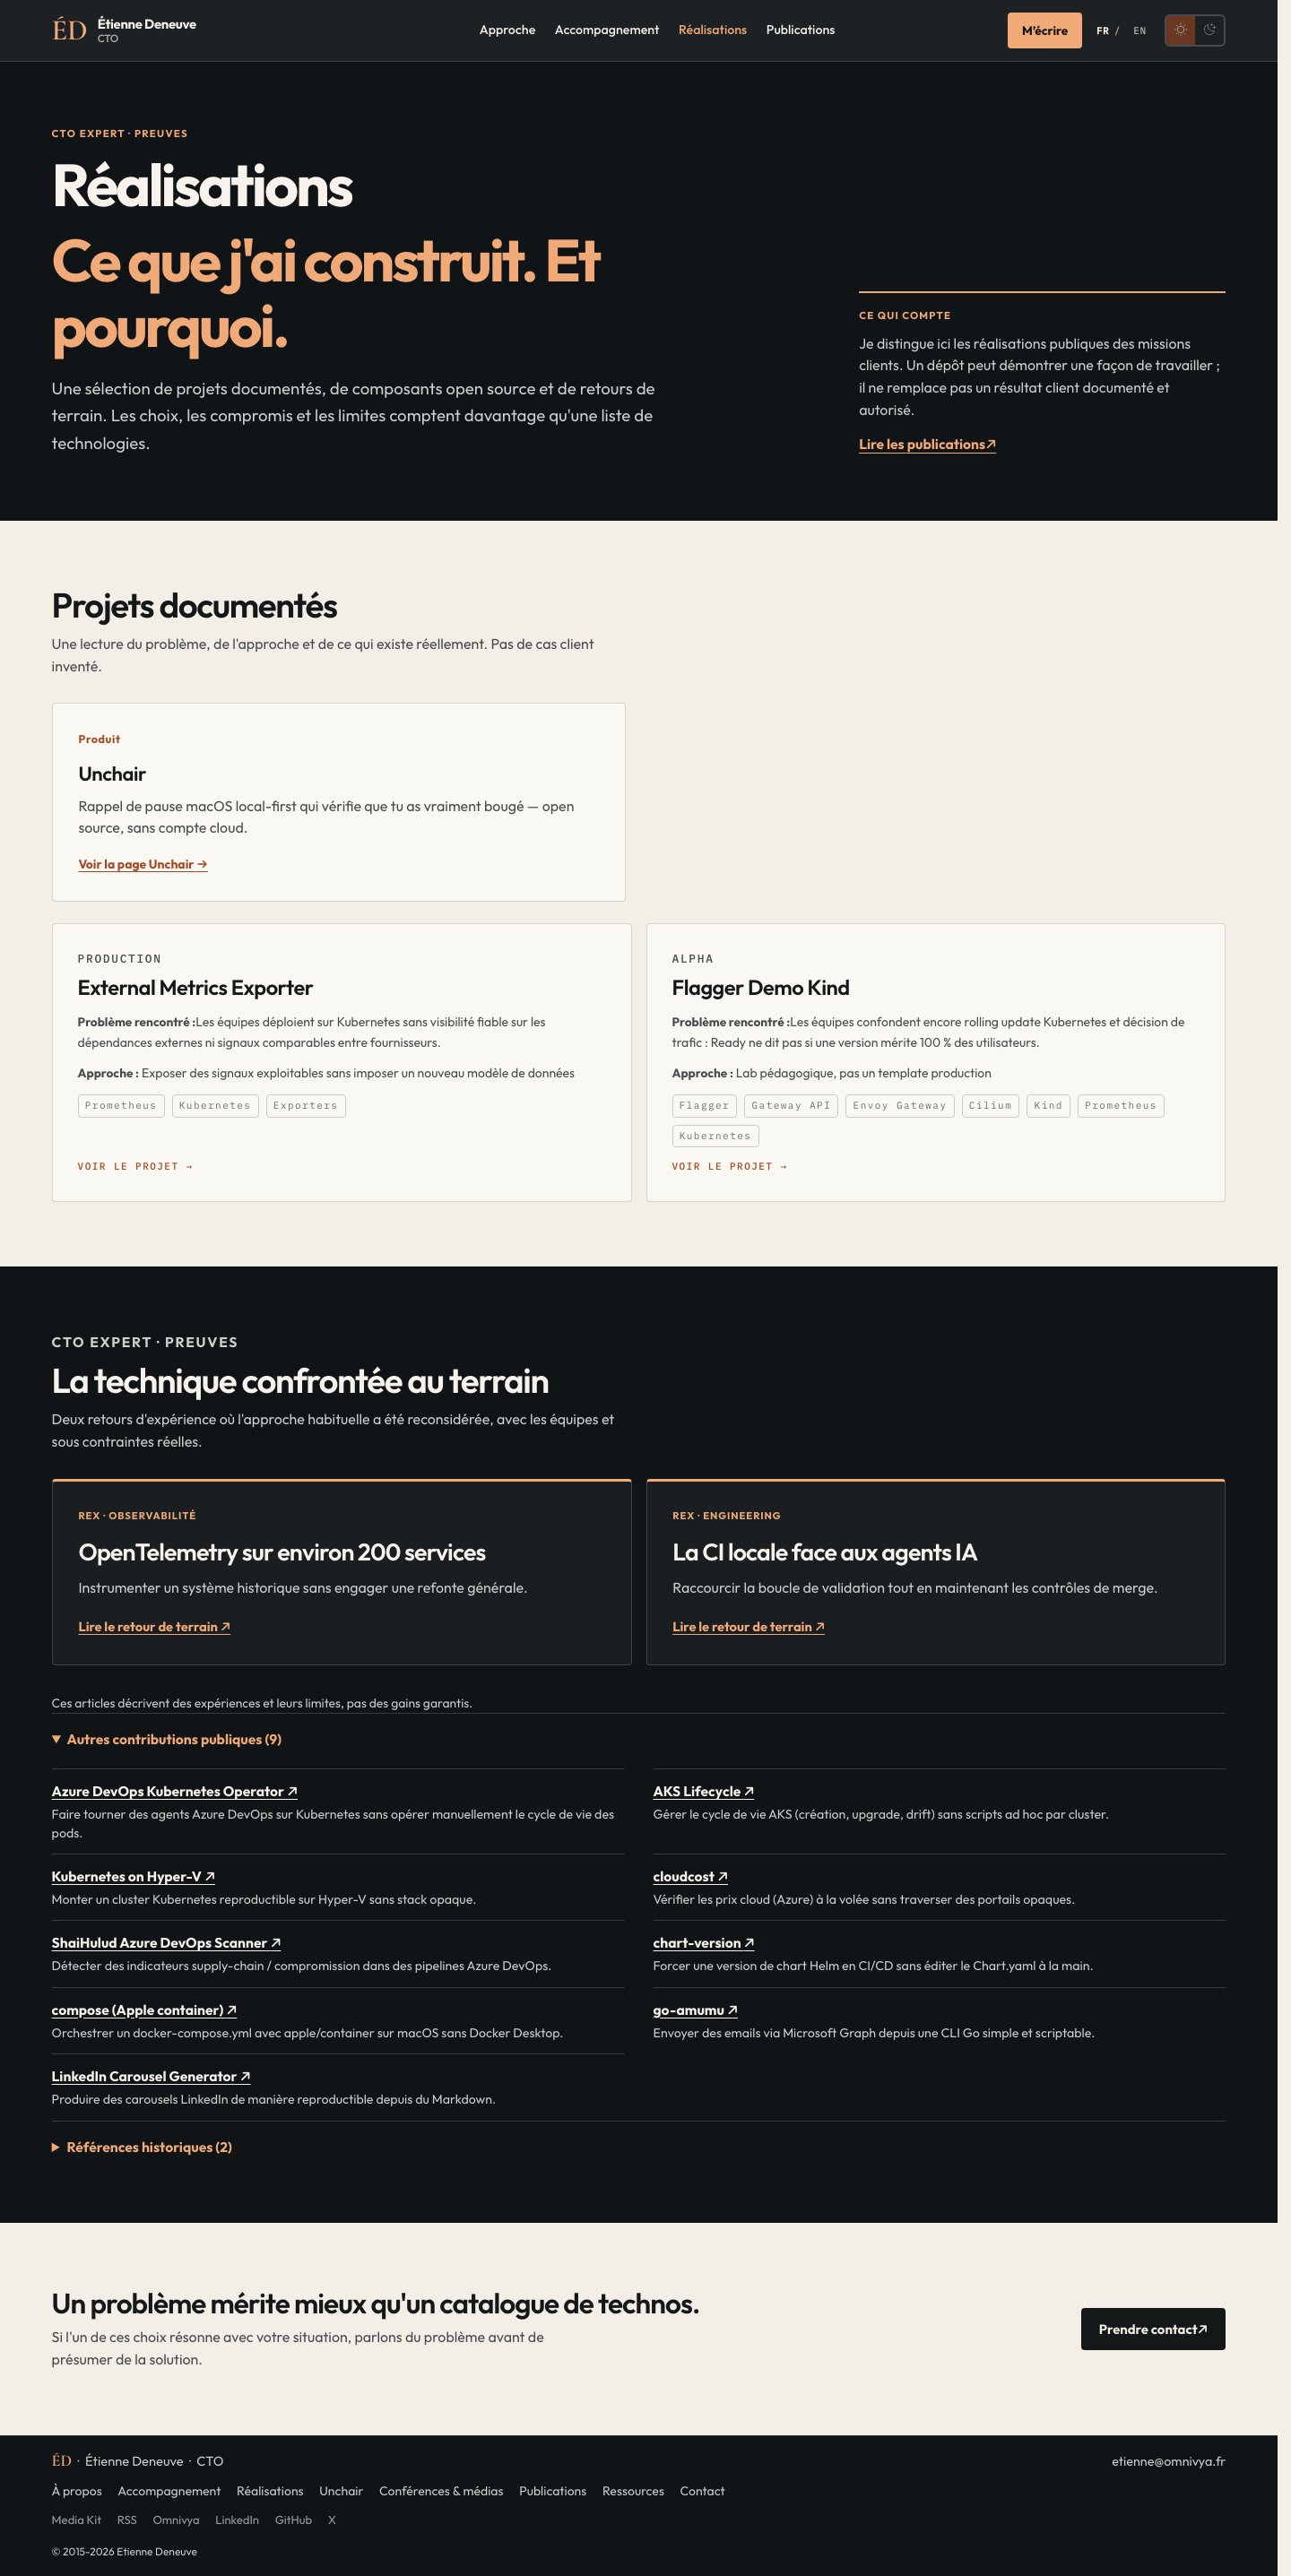 ÉD
Étienne Deneuve
CTO
Approche
Accompagnement
Réalisations
Publications
M'écrire
FR /
EN
CTO EXPERT · PREUVES
Réalisations
Ce que j'ai construit. Et
pourquoi.
Une sélection de projets documentés, de composants open source et de retours de
terrain. Les choix, les compromis et les limites comptent davantage qu'une liste de
technologies.
CE QUI COMPTE
Je distingue ici les réalisations publiques des missions
clients. Un dépôt peut démontrer une façon de travailler ;
il ne remplace pas un résultat client documenté et
autorisé.
Lire les publications↗
Projets documentés
Une lecture du problème, de l'approche et de ce qui existe réellement. Pas de cas client
inventé.
Produit
Unchair
Rappel de pause macOS local-first qui vérifie que tu as vraiment bougé — open
source, sans compte cloud.
Voir la page Unchair →
PRODUCTION
External Metrics Exporter
Problème rencontré :Les équipes déploient sur Kubernetes sans visibilité fiable sur les
dépendances externes ni signaux comparables entre fournisseurs.
Approche : Exposer des signaux exploitables sans imposer un nouveau modèle de données
Prometheus
Kubernetes
Exporters
VOIR LE PROJET →
ALPHA
Flagger Demo Kind
Problème rencontré :Les équipes confondent encore rolling update Kubernetes et décision de
trafic : Ready ne dit pas si une version mérite 100 % des utilisateurs.
Approche : Lab pédagogique, pas un template production
Flagger
Gateway API
Envoy Gateway
Cilium
Kind
Prometheus
Kubernetes
VOIR LE PROJET →
CTO EXPERT · PREUVES
La technique confrontée au terrain
Deux retours d'expérience où l'approche habituelle a été reconsidérée, avec les équipes et
sous contraintes réelles.
REX · OBSERVABILITÉ
OpenTelemetry sur environ 200 services
Instrumenter un système historique sans engager une refonte générale.
Lire le retour de terrain ↗
REX · ENGINEERING
La CI locale face aux agents IA
Raccourcir la boucle de validation tout en maintenant les contrôles de merge.
Lire le retour de terrain ↗
Ces articles décrivent des expériences et leurs limites, pas des gains garantis.
▼ Autres contributions publiques (9)
Azure DevOps Kubernetes Operator ↗
Faire tourner des agents Azure DevOps sur Kubernetes sans opérer manuellement le cycle de vie des
pods.
AKS Lifecycle ↗
Gérer le cycle de vie AKS (création, upgrade, drift) sans scripts ad hoc par cluster.
Kubernetes on Hyper-V ↗
Monter un cluster Kubernetes reproductible sur Hyper-V sans stack opaque.
cloudcost ↗
Vérifier les prix cloud (Azure) à la volée sans traverser des portails opaques.
ShaiHulud Azure DevOps Scanner ↗
Détecter des indicateurs supply-chain / compromission dans des pipelines Azure DevOps.
chart-version ↗
Forcer une version de chart Helm en CI/CD sans éditer le Chart.yaml à la main.
compose (Apple container) ↗
Orchestrer un docker-compose.yml avec apple/container sur macOS sans Docker Desktop.
go-amumu ↗
Envoyer des emails via Microsoft Graph depuis une CLI Go simple et scriptable.
LinkedIn Carousel Generator ↗
Produire des carousels LinkedIn de manière reproductible depuis du Markdown.
▶ Références historiques (2)
Un problème mérite mieux qu'un catalogue de technos.
Si l'un de ces choix résonne avec votre situation, parlons du problème avant de
présumer de la solution.
Prendre contact↗
ÉD · Étienne Deneuve · CTO
etienne@omnivya.fr
À propos
Accompagnement
Réalisations
Unchair
Conférences & médias
Publications
Ressources
Contact
Media Kit
RSS
Omnivya
LinkedIn
GitHub
X
© 2015-2026 Etienne Deneuve